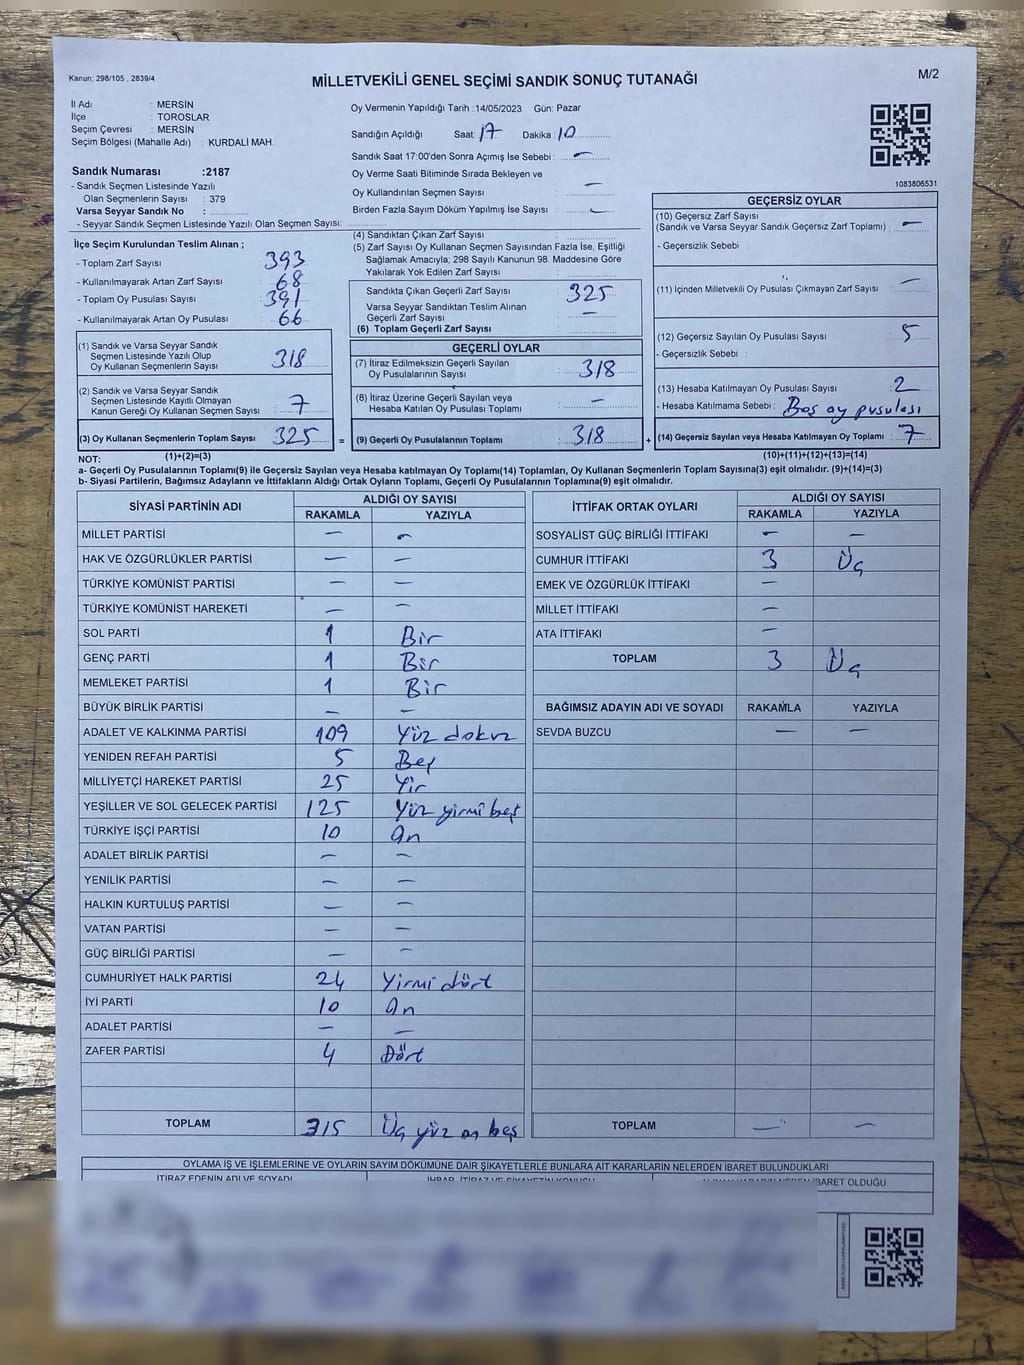 Kanun: 298/105 , 2839/4
MİLLETVEKİLİ GENEL SEÇİMİ SANDIK SONUÇ TUTANAĞI
M/2
İl Adı : MERSİN
İlçe : TOROSLAR
Seçim Çevresi : MERSİN
Seçim Bölgesi (Mahalle Adı) : KURDALİ MAH.
Oy Vermenin Yapıldığı Tarih : 14/05/2023 Gün: Pazar
Sandığın Açıldığı Saat: 17 Dakika : 10
Sandık Saat 17:00'den Sonra Açımış İse Sebebi : —
Oy Verme Saati Bitiminde Sırada Bekleyen ve
Oy Kullandırılan Seçmen Sayısı : —
Birden Fazla Sayım Döküm Yapılmış İse Sayısı : —
1083806531
Sandık Numarası :2187
- Sandık Seçmen Listesinde Yazılı
Olan Seçmenlerin Sayısı : 379
Varsa Seyyar Sandık No :
- Seyyar Sandık Seçmen Listesinde Yazılı Olan Seçmen Sayısı:
İlçe Seçim Kurulundan Teslim Alınan ;
- Toplam Zarf Sayısı 393
- Kullanılmayarak Artan Zarf Sayısı : 68
- Toplam Oy Pusulası Sayısı : 391
- Kullanılmayarak Artan Oy Pusulası : 66
(4) Sandıktan Çıkan Zarf Sayısı :
(5) Zarf Sayısı Oy Kullanan Seçmen Sayısından Fazla İse, Eşitliği
Sağlamak Amacıyla; 298 Sayılı Kanunun 98. Maddesine Göre
Yakılarak Yok Edilen Zarf Sayısı :
Sandıkta Çıkan Geçerli Zarf Sayısı : 325
Varsa Seyyar Sandıktan Teslim Alınan
Geçerli Zarf Sayısı : —
(6) Toplam Geçerli Zarf Sayısı :
GEÇERSİZ OYLAR
(10) Geçersiz Zarf Sayısı
(Sandık ve Varsa Seyyar Sandık Geçersiz Zarf Toplamı) : —
- Geçersizlik Sebebi :
(11) İçinden Milletvekili Oy Pusulası Çıkmayan Zarf Sayısı : —
(12) Geçersiz Sayılan Oy Pusulası Sayısı : 5
- Geçersizlik Sebebi :
(13) Hesaba Katılmayan Oy Pusulası Sayısı : 2
- Hesaba Katılmama Sebebi : Boş oy pusulası
(14) Geçersiz Sayılan veya Hesaba Katılmayan Oy Toplamı : 7
(10)+(11)+(12)+(13)=(14)
(1) Sandık ve Varsa Seyyar Sandık
Seçmen Listesinde Yazılı Olup
Oy Kullanan Seçmenlerin Sayısı : 318
(2) Sandık ve Varsa Seyyar Sandık
Seçmen Listesinde Kayıtlı Olmayan
Kanun Gereği Oy Kullanan Seçmen Sayısı : 7
(3) Oy Kullanan Seçmenlerin Toplam Sayısı : 325 =
(1)+(2)=(3)
GEÇERLİ OYLAR
(7) İtiraz Edilmeksizin Geçerli Sayılan
Oy Pusulalarının Sayısı : 318
(8) İtiraz Üzerine Geçerli Sayılan veya
Hesaba Katılan Oy Pusulası Toplamı : —
(9) Geçerli Oy Pusulalarının Toplamı : 318 +
NOT:
a- Geçerli Oy Pusulalarının Toplamı(9) ile Geçersiz Sayılan veya Hesaba katılmayan Oy Toplamı(14) Toplamları, Oy Kullanan Seçmenlerin Toplam Sayısına(3) eşit olmalıdır. (9)+(14)=(3)
b- Siyasi Partilerin, Bağımsız Adayların ve İttifakların Aldığı Ortak Oyların Toplamı, Geçerli Oy Pusulalarının Toplamına(9) eşit olmalıdır.
SİYASİ PARTİNİN ADI ALDIĞI OY SAYISI
RAKAMLA YAZIYLA
MİLLET PARTİSİ — —
HAK VE ÖZGÜRLÜKLER PARTİSİ — —
TÜRKİYE KOMÜNİST PARTİSİ — —
TÜRKİYE KOMÜNİST HAREKETİ — —
SOL PARTİ 1 Bir
GENÇ PARTİ 1 Bir
MEMLEKET PARTİSİ 1 Bir
BÜYÜK BİRLİK PARTİSİ — —
ADALET VE KALKINMA PARTİSİ 109 Yüz dokuz
YENİDEN REFAH PARTİSİ 5 Beş
MİLLİYETÇİ HAREKET PARTİSİ 25 Yir
YEŞİLLER VE SOL GELECEK PARTİSİ 125 Yüz yirmi beş
TÜRKİYE İŞÇİ PARTİSİ 10 On
ADALET BİRLİK PARTİSİ — —
YENİLİK PARTİSİ — —
HALKIN KURTULUŞ PARTİSİ — —
VATAN PARTİSİ — —
GÜÇ BİRLİĞİ PARTİSİ — —
CUMHURİYET HALK PARTİSİ 24 Yirmi dört
İYİ PARTİ 10 On
ADALET PARTİSİ — —
ZAFER PARTİSİ 4 Dört
TOPLAM 315 Üç yüz on beş
İTTİFAK ORTAK OYLARI ALDIĞI OY SAYISI
RAKAMLA YAZIYLA
SOSYALİST GÜÇ BİRLİĞİ İTTİFAKI — —
CUMHUR İTTİFAKI 3 Üç
EMEK VE ÖZGÜRLÜK İTTİFAKI —
MİLLET İTTİFAKI —
ATA İTTİFAKI —
TOPLAM 3 Üç
BAĞIMSIZ ADAYIN ADI VE SOYADI RAKAMLA YAZIYLA
SEVDA BUZCU — —
TOPLAM — —
OYLAMA İŞ VE İŞLEMLERİNE VE OYLARIN SAYIM DÖKÜMÜNE DAİR ŞİKAYETLERLE BUNLARA AİT KARARLARIN NELERDEN İBARET BULUNDUKLARI
İTİRAZ EDENİN ADI VE SOYADI İHBAR, İTİRAZ VE ŞİKAYETİN KONUSU ALINAN KARARIN NEDEN İBARET OLDUĞU